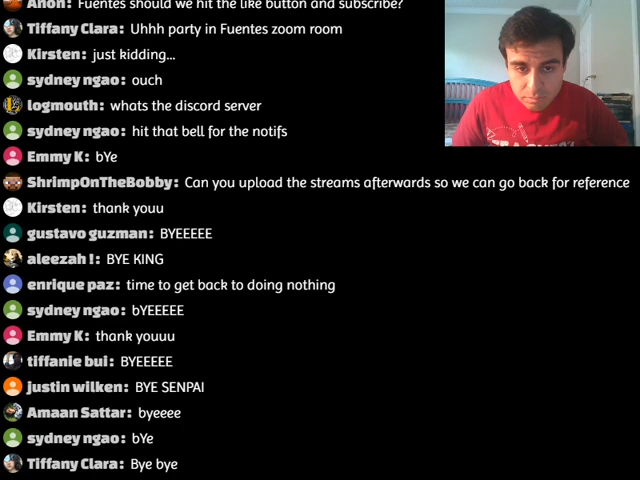 Anon: Fuentes should we hit the like button and subscribe?
Tiffany Clara: Uhhh party in Fuentes zoom room
Kirsten: just kidding...
sydney ngao: ouch
logmouth: whats the discord server
sydney ngao: hit that bell for the notifs
Emmy K: bYe
ShrimpOnTheBobby: Can you upload the streams afterwards so we can go back for reference
Kirsten: thank youu
gustavo guzman: BYEEEEE
aleezah !: BYE KING
enrique paz: time to get back to doing nothing
sydney ngao: bYEEEEE
Emmy K: thank youuu
tiffanie bui: BYEEEEE
justin wilken: BYE SENPAI
Amaan Sattar: byeeee
sydney ngao: bYe
Tiffany Clara: Bye bye